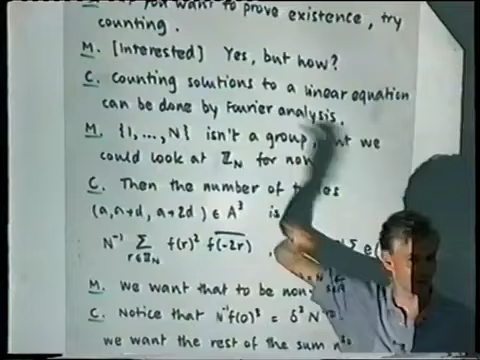 you want to prove existence, try
counting.
M. [Interested] Yes, but how?
C. Counting solutions to a linear equation
can be done by Fourier analysis.
M. {1,...,N} isn't a group, but we
could look at ℤ_N for now
C. Then the number of
(a, a+d, a+2d) ∈ A³ is
N⁻¹ ∑_{r∈ℤ_N} f(r)² f(-2r)‾ ,
M. We want that to be non-
C. Notice that N⁻¹f(0)³ = δ³N
we want the rest of the sum